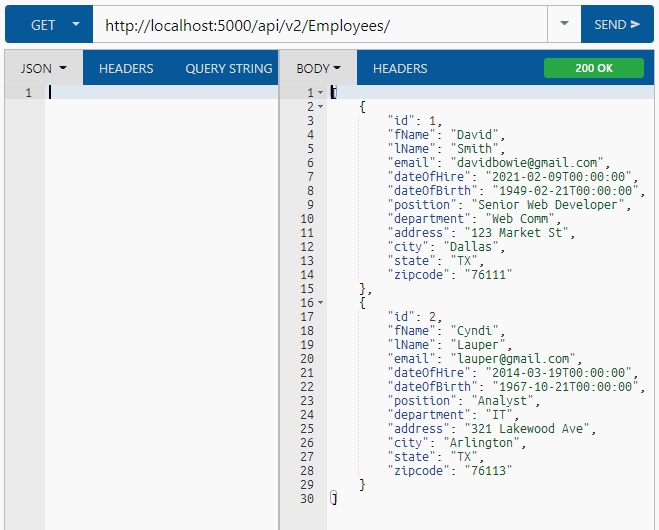 GET http://localhost:5000/api/v2/Employees/ SEND
JSON HEADERS QUERY STRING BODY HEADERS 200 OK
1
1 [
2 {
3 "id": 1,
4 "fName": "David",
5 "lName": "Smith",
6 "email": "davidbowie@gmail.com",
7 "dateOfHire": "2021-02-09T00:00:00",
8 "dateOfBirth": "1949-02-21T00:00:00",
9 "position": "Senior Web Developer",
10 "department": "Web Comm",
11 "address": "123 Market St",
12 "city": "Dallas",
13 "state": "TX",
14 "zipcode": "76111"
15 },
16 {
17 "id": 2,
18 "fName": "Cyndi",
19 "lName": "Lauper",
20 "email": "lauper@gmail.com",
21 "dateOfHire": "2014-03-19T00:00:00",
22 "dateOfBirth": "1967-10-21T00:00:00",
23 "position": "Analyst",
24 "department": "IT",
25 "address": "321 Lakewood Ave",
26 "city": "Arlington",
27 "state": "TX",
28 "zipcode": "76113"
29 }
30 ]